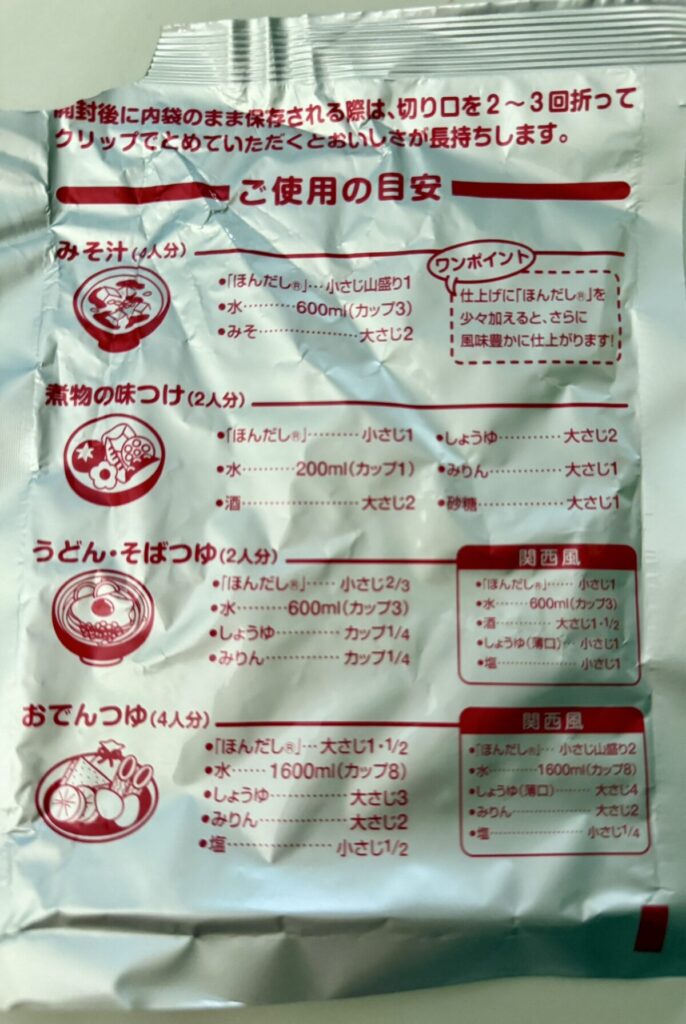 開封後に内袋のまま保存される際は、切り口を2〜3回折って
クリップでとめていただくとおいしさが長持ちします。
ご使用の目安
みそ汁(4人分)
•「ほんだし®」… 小さじ山盛り1
•水………600ml(カップ3)
•みそ……………大さじ2
ワンポイント
仕上げに「ほんだし®」を
少々加えると、さらに
風味豊かに仕上がります!
煮物の味つけ(2人分)
•「ほんだし®」……… 小さじ1
•水………200ml(カップ1)
•酒………………大さじ2
•しょうゆ…………大さじ2
•みりん……………大さじ1
•砂糖………………大さじ1
うどん・そばつゆ(2人分)
•「ほんだし®」…… 小さじ2/3
•水………600ml(カップ3)
•しょうゆ…………カップ1/4
•みりん……………カップ1/4
関西風
•「ほんだし®」…… 小さじ1
•水………600ml(カップ3)
•酒………大さじ1・1/2
•しょうゆ(薄口)… 小さじ1
•塩………………小さじ1
おでんつゆ(4人分)
•「ほんだし®」… 大さじ1・1/2
•水……1600ml(カップ8)
•しょうゆ…………大さじ3
•みりん……………大さじ2
•塩………………小さじ1/2
関西風
•「ほんだし®」… 小さじ山盛り2
•水………1600ml(カップ8)
•しょうゆ(薄口)…… 大さじ4
•みりん……………大さじ2
•塩………………小さじ1/4